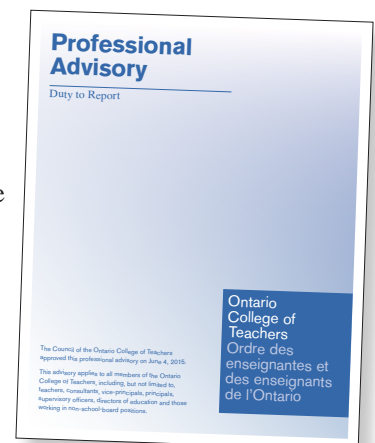 Professional
Advisory
Duty to Report
e
The Council of the Ontario College of Teachers
approved this professional advisory on June 4, 2015.
This advisory applies to all members of the Ontario
College of Teachers, including, but not limited to,
teachers, consultants, vice-principals, principals,
supervisory officers, directors of education and those
working in non-school-board positions.
Ontario
College of
Teachers
Ordre des
enseignantes et
des enseignants
de l'Ontario